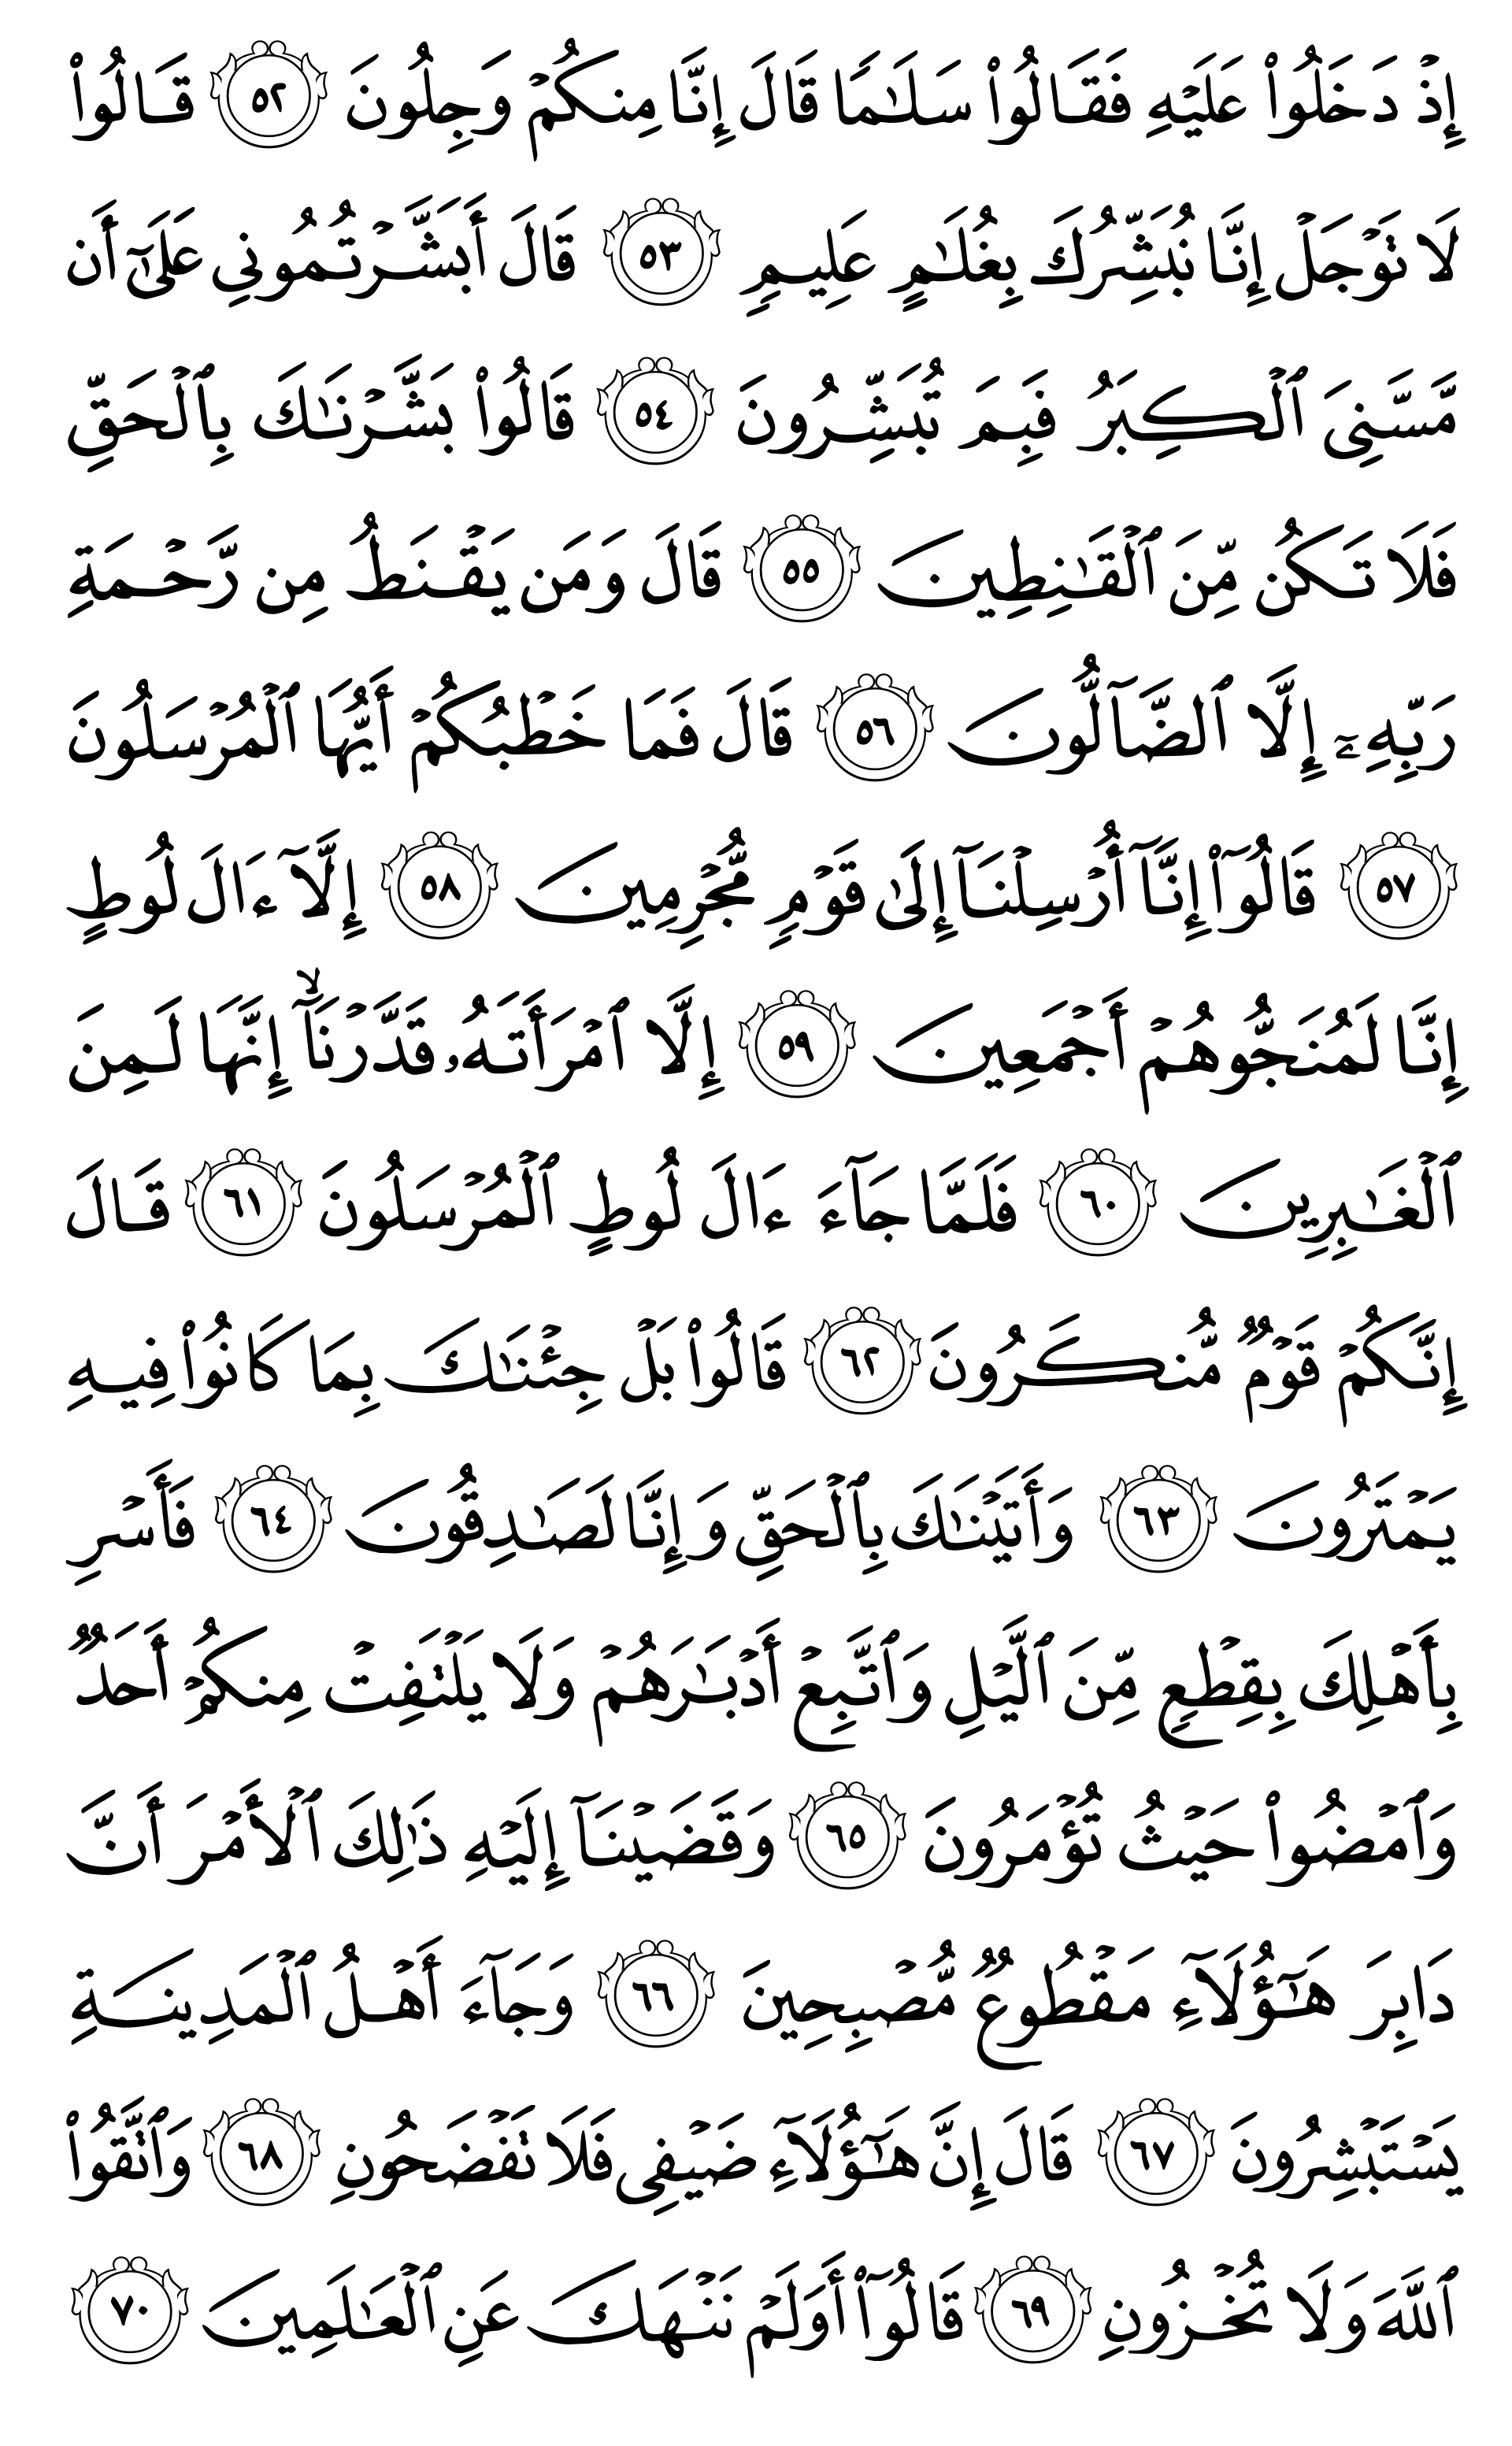 إِذْ دَخَلُوا۟ عَلَيْهِ فَقَالُوا۟ سَلَـٰمًا قَالَ إِنَّا مِنكُمْ وَجِلُونَ ٥٢ قَالُوا۟
لَا تَوْجَلْ إِنَّا نُبَشِّرُكَ بِغُلَـٰمٍ عَلِيمٍ ٥٣ قَالَ أَبَشَّرْتُمُونِي عَلَىٰٓ أَن
مَّسَّنِىَ ٱلْكِبَرُ فَبِمَ تُبَشِّرُونَ ٥٤ قَالُوا۟ بَشَّرْنَـٰكَ بِٱلْحَقِّ
فَلَا تَكُن مِّنَ ٱلْقَـٰنِطِينَ ٥٥ قَالَ وَمَن يَقْنَطُ مِن رَّحْمَةِ
رَبِّهِۦٓ إِلَّا ٱلضَّآلُّونَ ٥٦ قَالَ فَمَا خَطْبُكُمْ أَيُّهَا ٱلْمُرْسَلُونَ
٥٧ قَالُوٓا۟ إِنَّآ أُرْسِلْنَآ إِلَىٰ قَوْمٍ مُّجْرِمِينَ ٥٨ إِلَّآ ءَالَ لُوطٍ
إِنَّا لَمُنَجُّوهُمْ أَجْمَعِينَ ٥٩ إِلَّا ٱمْرَأَتَهُۥ قَدَّرْنَآ ۙ إِنَّهَا لَمِنَ
ٱلْغَـٰبِرِينَ ٦٠ فَلَمَّا جَآءَ ءَالَ لُوطٍ ٱلْمُرْسَلُونَ ٦١ قَالَ
إِنَّكُمْ قَوْمٌ مُّنكَرُونَ ٦٢ قَالُوا۟ بَلْ جِئْنَـٰكَ بِمَا كَانُوا۟ فِيهِ
يَمْتَرُونَ ٦٣ وَأَتَيْنَـٰكَ بِٱلْحَقِّ وَإِنَّا لَصَـٰدِقُونَ ٦٤ فَأَسْرِ
بِأَهْلِكَ بِقِطْعٍ مِّنَ ٱلَّيْلِ وَٱتَّبِعْ أَدْبَـٰرَهُمْ وَلَا يَلْتَفِتْ مِنكُمْ أَحَدٌ
وَٱمْضُوا۟ حَيْثُ تُؤْمَرُونَ ٦٥ وَقَضَيْنَآ إِلَيْهِ ذَٰلِكَ ٱلْأَمْرَ أَنَّ
دَابِرَ هَـٰٓؤُلَآءِ مَقْطُوعٌ مُّصْبِحِينَ ٦٦ وَجَآءَ أَهْلُ ٱلْمَدِينَةِ
يَسْتَبْشِرُونَ ٦٧ قَالَ إِنَّ هَـٰٓؤُلَآءِ ضَيْفِى فَلَا تَفْضَحُونِ ٦٨ وَٱتَّقُوا۟
ٱللَّهَ وَلَا تُخْزُونِ ٦٩ قَالُوٓا۟ أَوَلَمْ نَنْهَكَ عَنِ ٱلْعَـٰلَمِينَ ٧٠